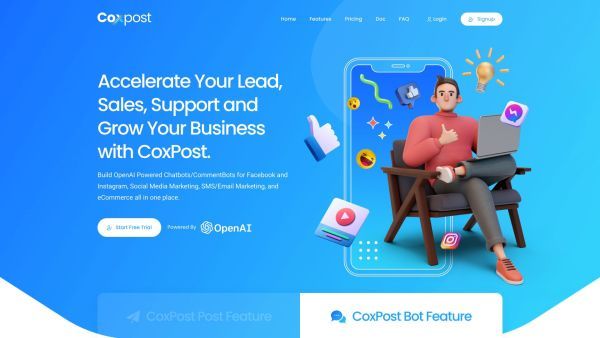 Coxpost
Home Features Pricing Doc FAQ Login Signup
Accelerate Your Lead,
Sales, Support and
Grow Your Business
with CoxPost.
Build OpenAI Powered Chatbots/CommentBots for Facebook and
Instagram, Social Media Marketing, SMS/Email Marketing, and
eCommerce all in one place.
Start Free Trial Powered By OpenAI
CoxPost Post Feature CoxPost Bot Feature